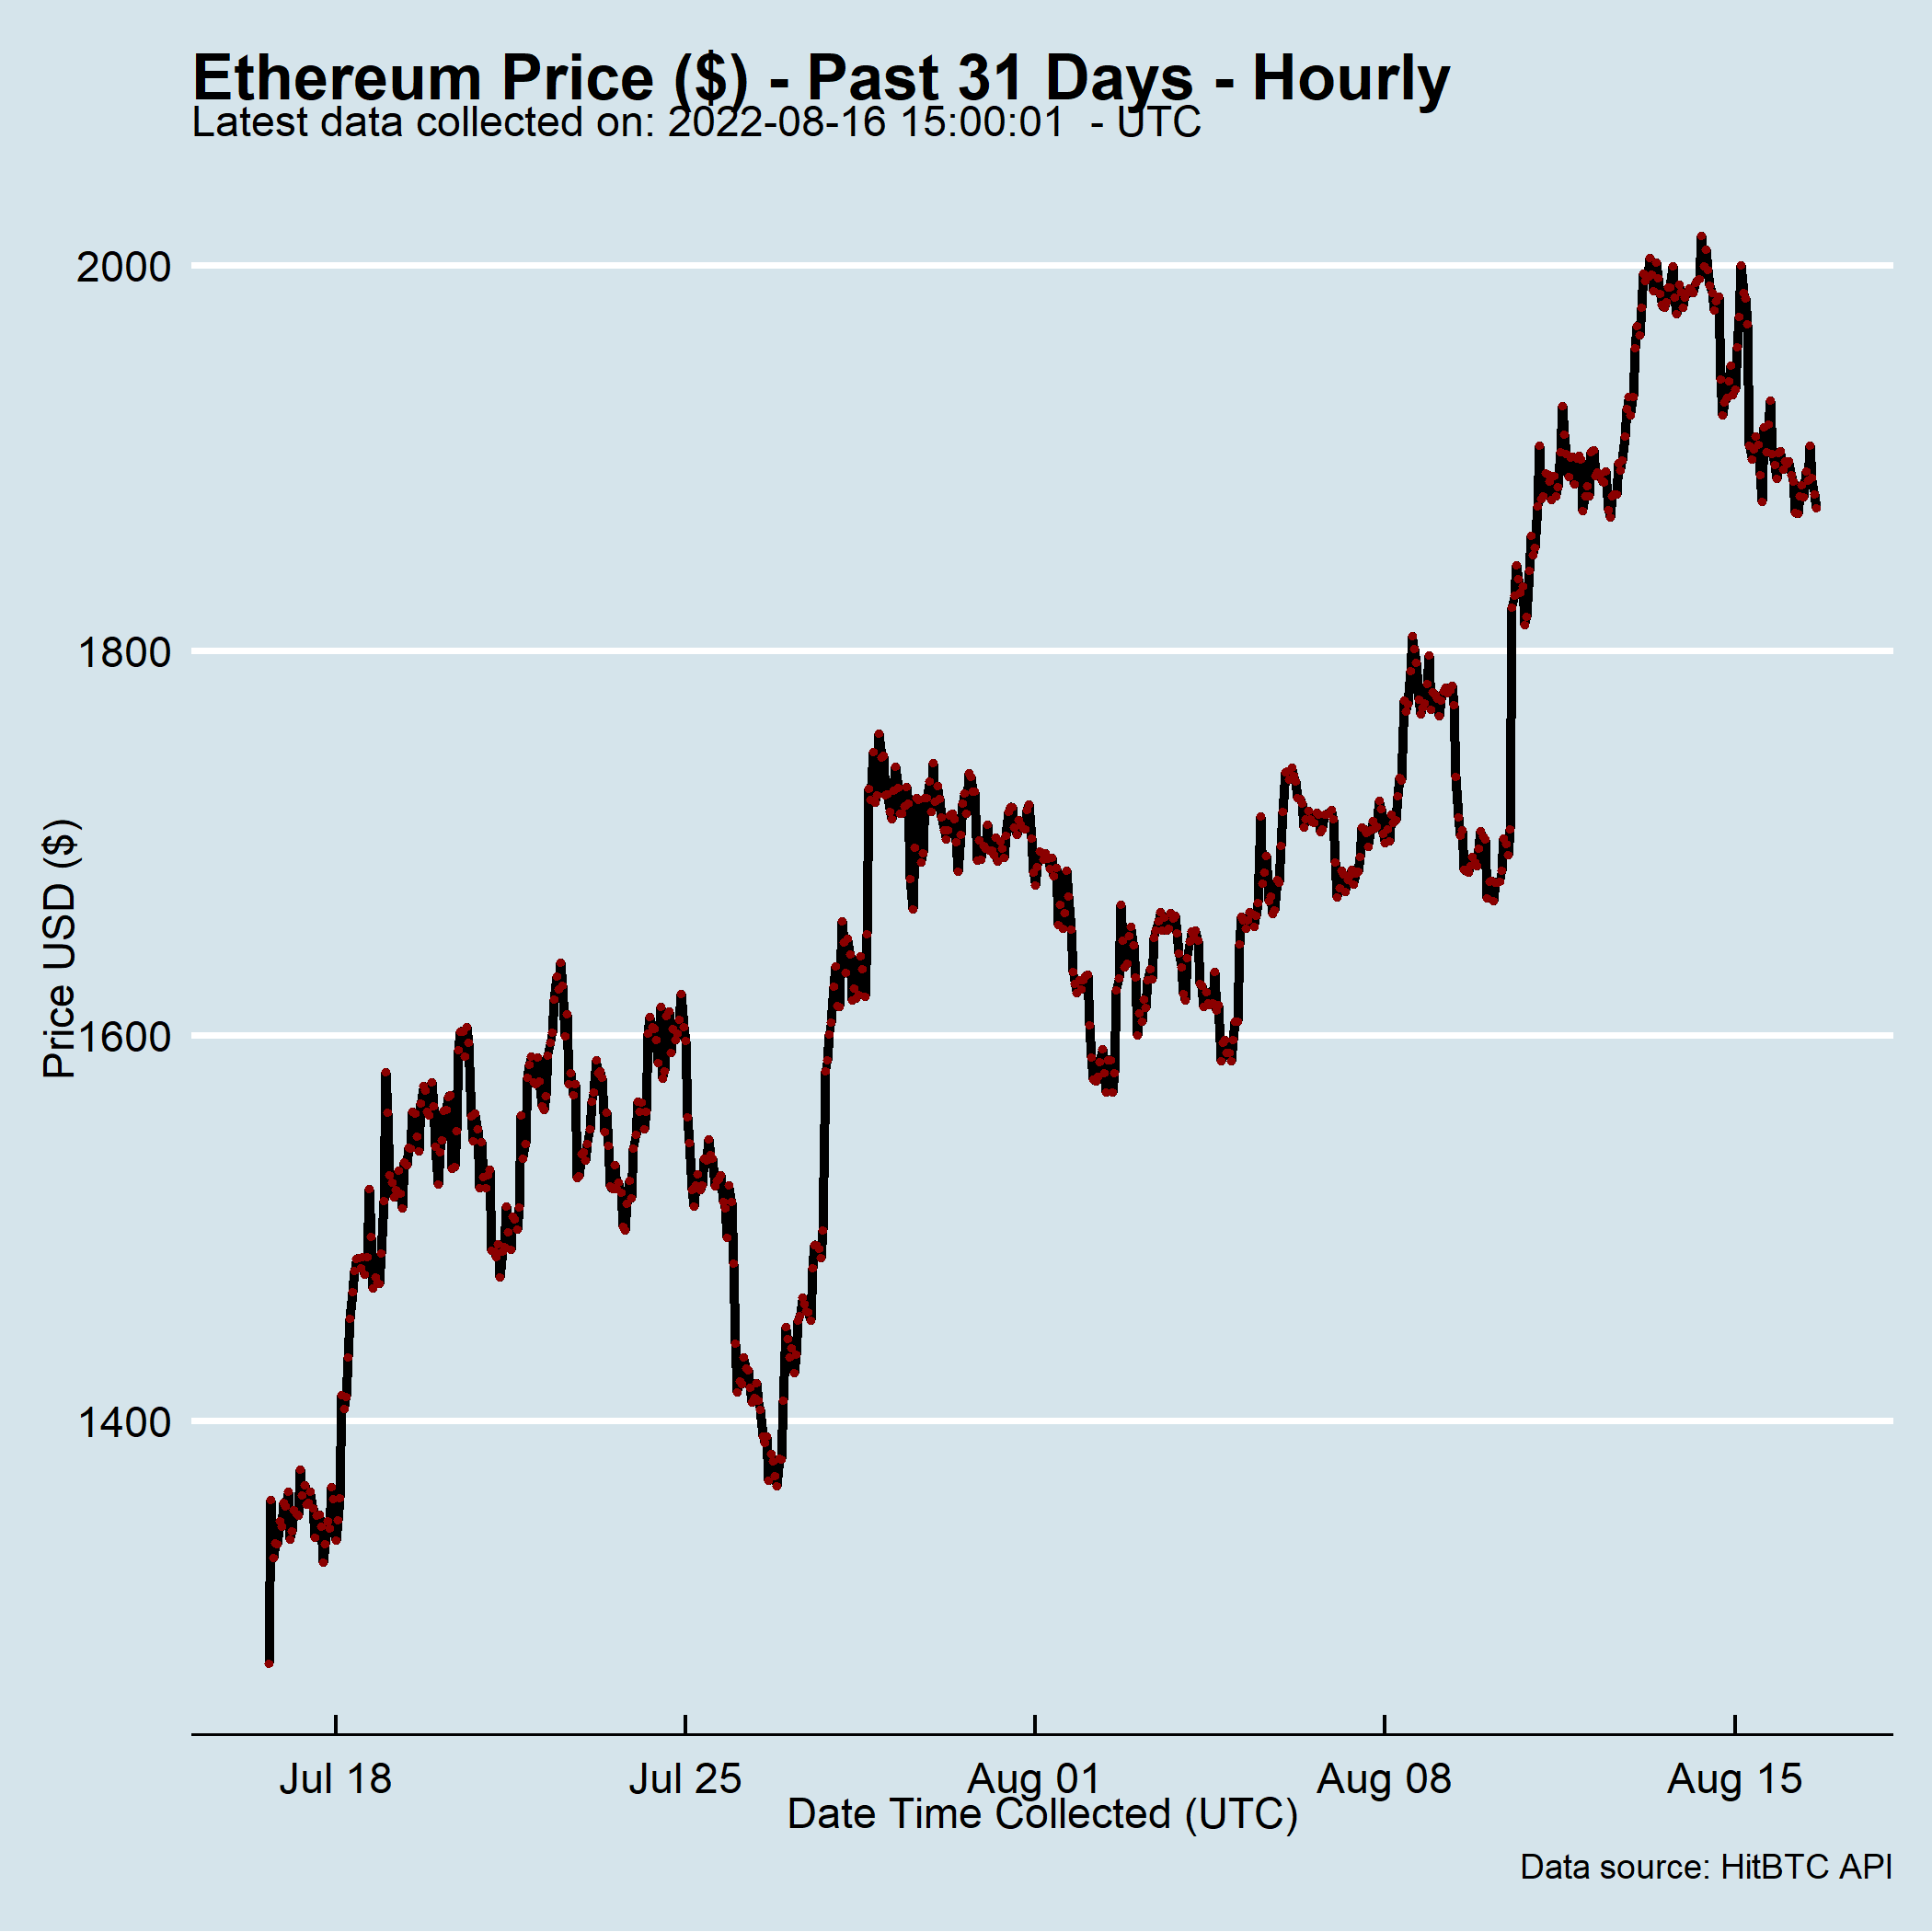 Ethereum Price ($) - Past 31 Days - Hourly
Latest data collected on: 2022-08-16 15:00:01  - UTC
2000
1800
1600
1400
Price USD ($)
Jul 18
Jul 25
Aug 01
Aug 08
Aug 15
Date Time Collected (UTC)
Data source: HitBTC API